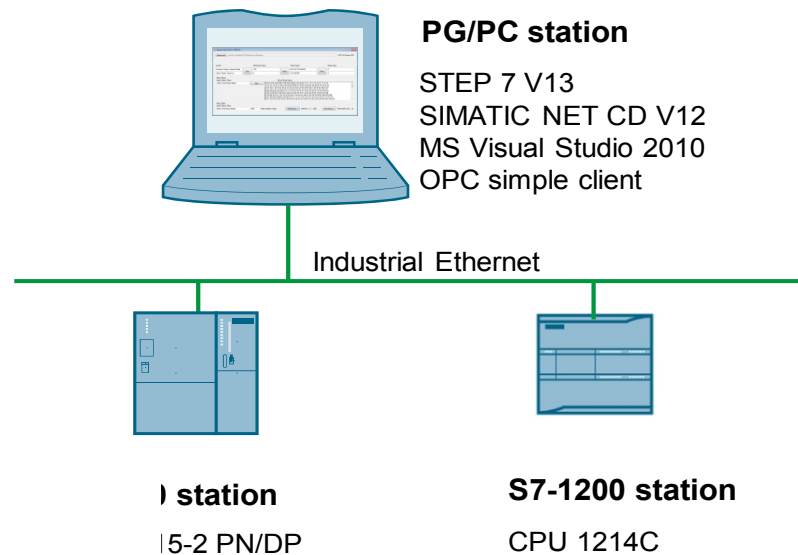 PG/PC station
STEP 7 V13
SIMATIC NET CD V12
MS Visual Studio 2010
OPC simple client
Industrial Ethernet
station
5-2 PN/DP
S7-1200 station
CPU 1214C